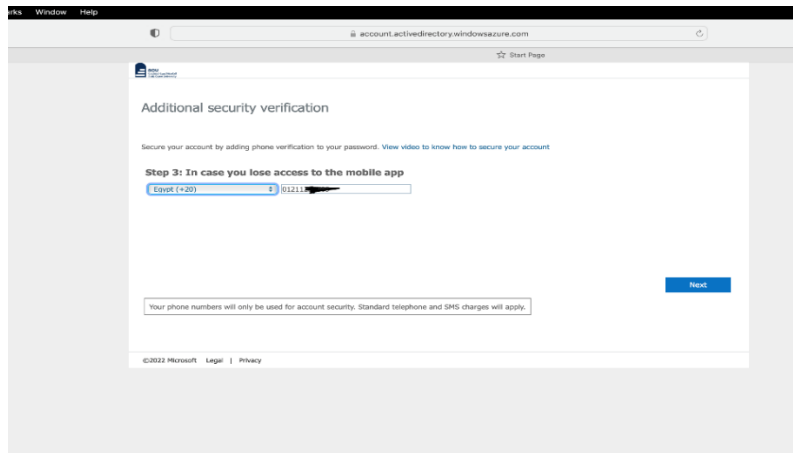 Window Help
account.activedirectory.windowsazure.com
Start Page
Additional security verification
Secure your account by adding phone verification to your password. View video to know how to secure your account
Step 3: In case you lose access to the mobile app
Egypt (+20) 01211
Next
Your phone numbers will only be used for account security. Standard telephone and SMS charges will apply.
©2022 Microsoft Legal | Privacy